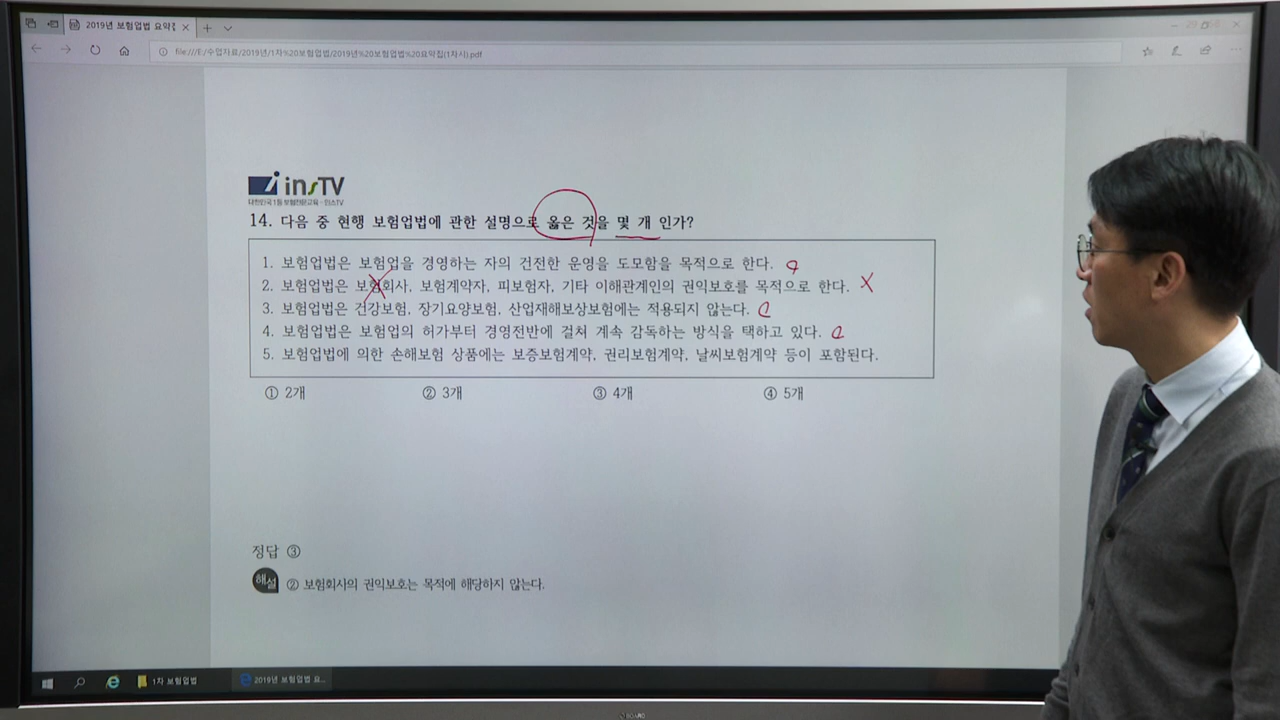 2019년 보험업법 요약집
file:///E:/수업자료/2019년/1차%20보험업법/2019년%20보험업법%20요약집(1차시).pdf
insTV
대한민국 1등 보험전문교육 - 인스TV
14. 다음 중 현행 보험업법에 관한 설명으로 옳은 것을 몇 개 인가?
1. 보험업법은 보험업을 경영하는 자의 건전한 운영을 도모함을 목적으로 한다.
2. 보험업법은 보험회사, 보험계약자, 피보험자, 기타 이해관계인의 권익보호를 목적으로 한다. X
3. 보험업법은 건강보험, 장기요양보험, 산업재해보상보험에는 적용되지 않는다.
4. 보험업법은 보험업의 허가부터 경영전반에 걸쳐 계속 감독하는 방식을 택하고 있다.
5. 보험업법에 의한 손해보험 상품에는 보증보험계약, 권리보험계약, 날씨보험계약 등이 포함된다.
① 2개 ② 3개 ③ 4개 ④ 5개
정답 ③
해설 ② 보험회사의 권익보호는 목적에 해당하지 않는다.
1차 보험업법
2019년 보험업법 요...